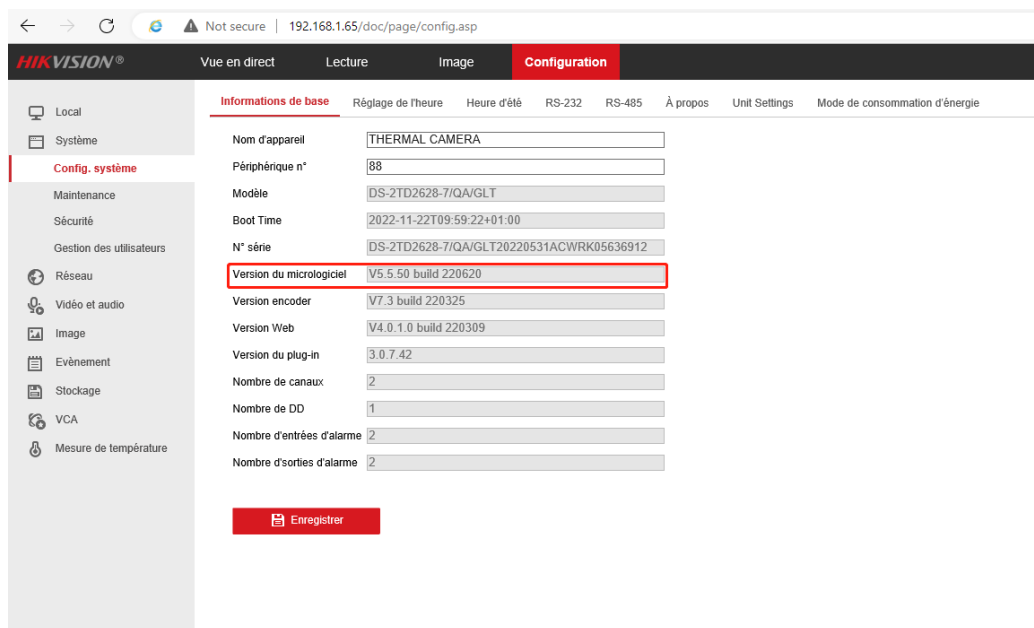 Not secure | 192.168.1.65/doc/page/config.asp
HIKVISION® Vue en direct Lecture Image Configuration
Informations de base Réglage de l'heure Heure d'été RS-232 RS-485 À propos Unit Settings Mode de consommation d'énergie
Local
Système
Config. système
Maintenance
Sécurité
Gestion des utilisateurs
Réseau
Vidéo et audio
Image
Evènement
Stockage
VCA
Mesure de température
Nom d'appareil THERMAL CAMERA
Périphérique n° 88
Modèle DS-2TD2628-7/QA/GLT
Boot Time 2022-11-22T09:59:22+01:00
N° série DS-2TD2628-7/QA/GLT20220531ACWRK05636912
Version du micrologiciel V5.5.50 build 220620
Version encoder V7.3 build 220325
Version Web V4.0.1.0 build 220309
Version du plug-in 3.0.7.42
Nombre de canaux 2
Nombre de DD 1
Nombre d'entrées d'alarme 2
Nombre d'sorties d'alarme 2
Enregistrer